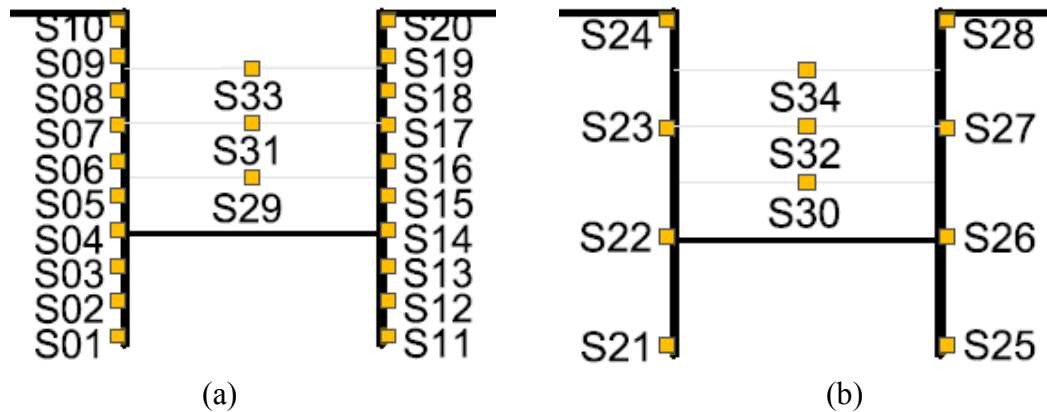 S10 S20 S24 S28
S09 S19
S33 S34
S08 S18
S07 S17 S23 S27
S31 S32
S06 S16
S29 S30
S05 S15
S04 S14 S22 S26
S03 S13
S02 S12
S01 S11 S21 S25
(a) (b)